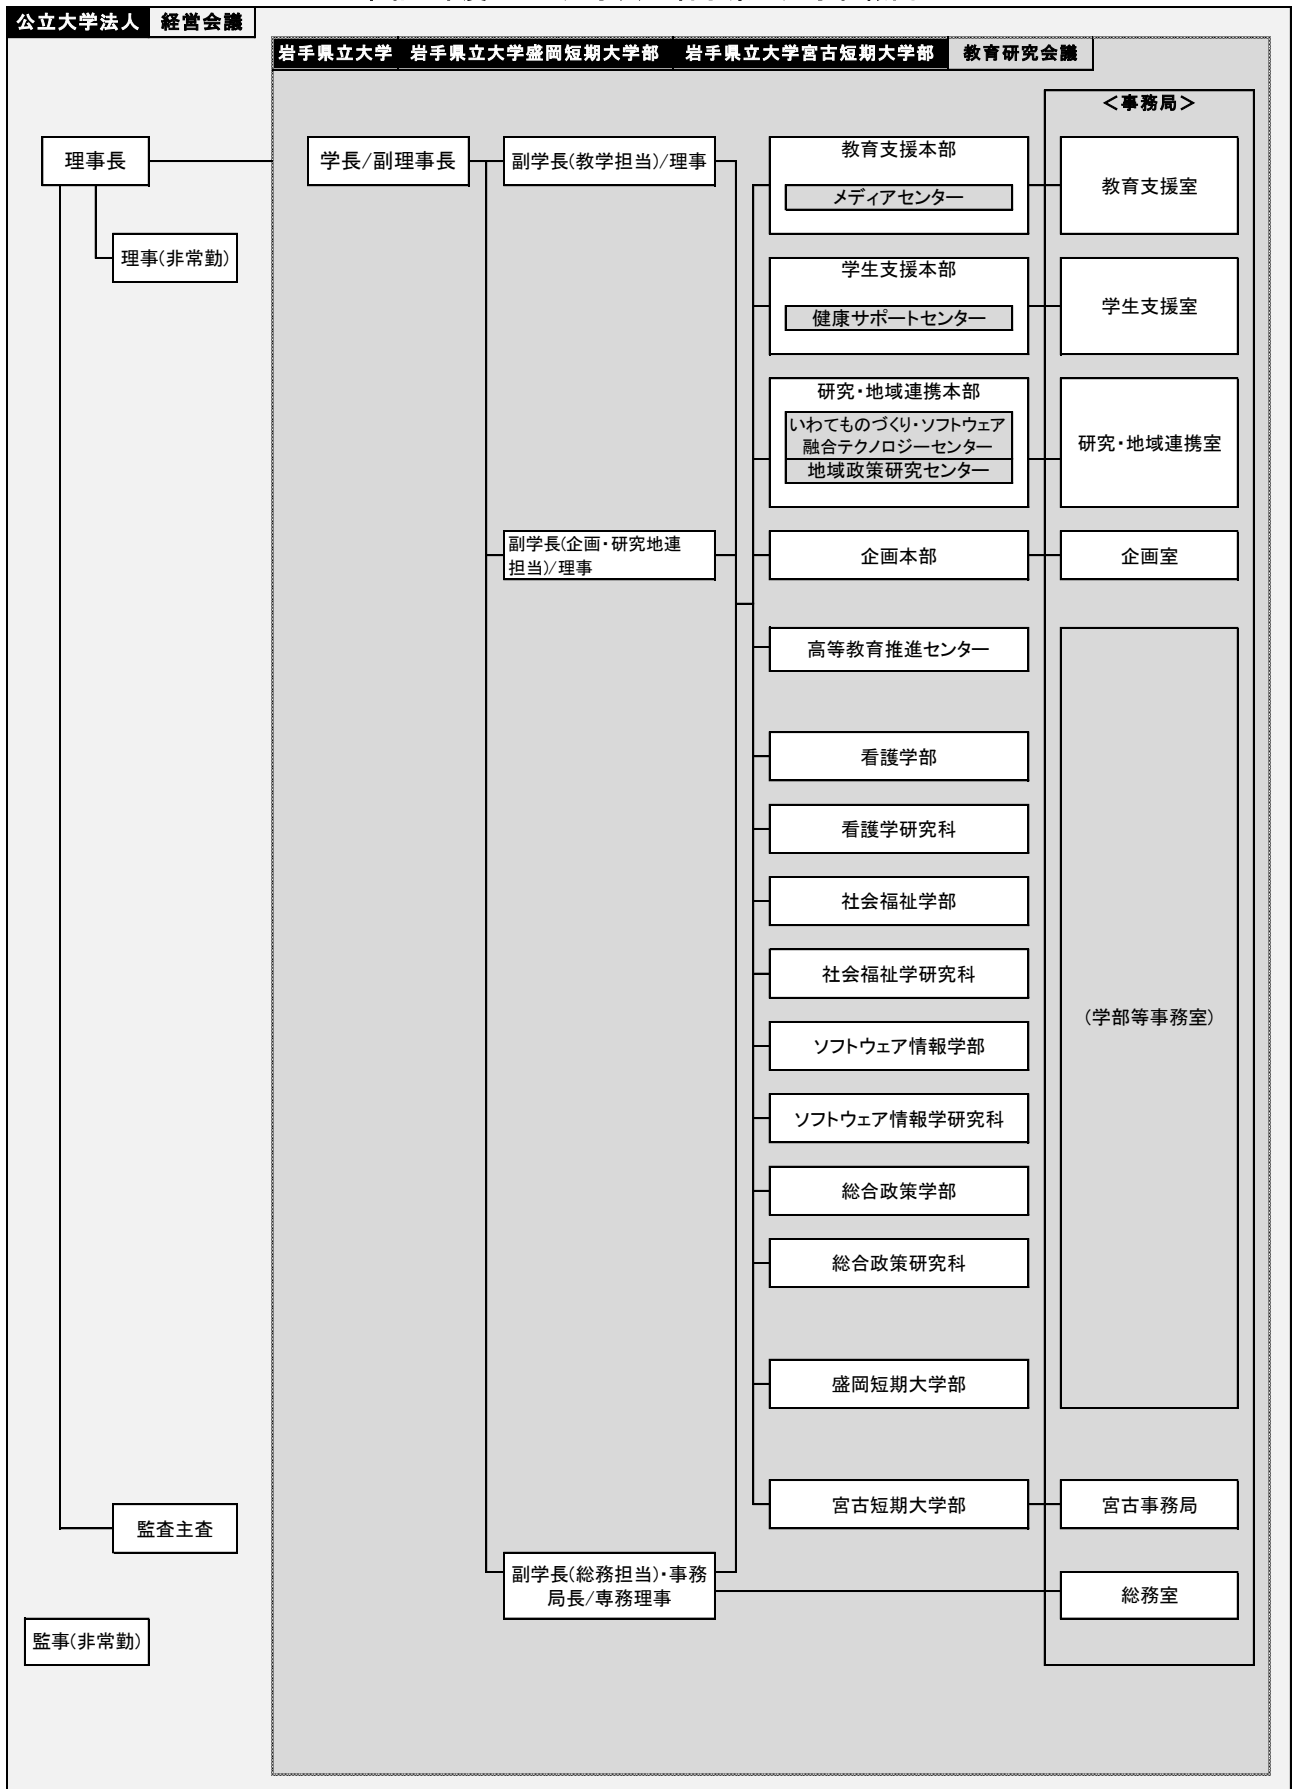 公立大学法人 経営会議
岩手県立大学 岩手県立大学盛岡短期大学部 岩手県立大学宮古短期大学部 教育研究会議
＜事務局＞
理事長
理事(非常勤)
監査主査
監事(非常勤)
学長/副理事長
副学長(教学担当)/理事
副学長(企画・研究地連
担当)/理事
副学長(総務担当)・事務
局長/専務理事
教育支援本部
メディアセンター
学生支援本部
健康サポートセンター
研究・地域連携本部
いわてものづくり・ソフトウェア
融合テクノロジーセンター
地域政策研究センター
企画本部
高等教育推進センター
看護学部
看護学研究科
社会福祉学部
社会福祉学研究科
ソフトウェア情報学部
ソフトウェア情報学研究科
総合政策学部
総合政策研究科
盛岡短期大学部
宮古短期大学部
教育支援室
学生支援室
研究・地域連携室
企画室
(学部等事務室)
宮古事務局
総務室